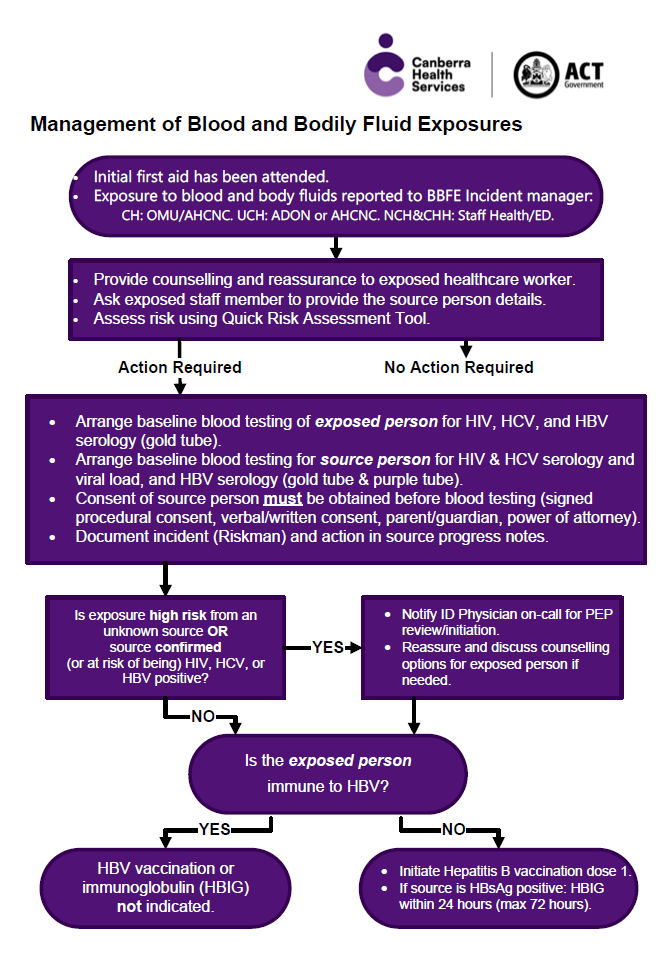 Canberra
Health
Services
ACT
Government
Management of Blood and Bodily Fluid Exposures
• Initial first aid has been attended.
• Exposure to blood and body fluids reported to BBFE Incident manager:
CH: OMU/AHCNC. UCH: ADON or AHCNC. NCH&CHH: Staff Health/ED.
• Provide counselling and reassurance to exposed healthcare worker.
• Ask exposed staff member to provide the source person details.
• Assess risk using Quick Risk Assessment Tool.
Action Required
No Action Required
• Arrange baseline blood testing of exposed person for HIV, HCV, and HBV
serology (gold tube).
• Arrange baseline blood testing for source person for HIV & HCV serology and
viral load, and HBV serology (gold tube & purple tube).
• Consent of source person must be obtained before blood testing (signed
procedural consent, verbal/written consent, parent/guardian, power of attorney).
• Document incident (Riskman) and action in source progress notes.
Is exposure high risk from an
unknown source OR
source confirmed
(or at risk of being) HIV, HCV, or
HBV positive?
YES
• Notify ID Physician on-call for PEP
review/initiation.
• Reassure and discuss counselling
options for exposed person if
needed.
NO
Is the exposed person
immune to HBV?
YES
NO
HBV vaccination or
immunoglobulin (HBIG)
not indicated.
• Initiate Hepatitis B vaccination dose 1.
• If source is HBsAg positive: HBIG
within 24 hours (max 72 hours).